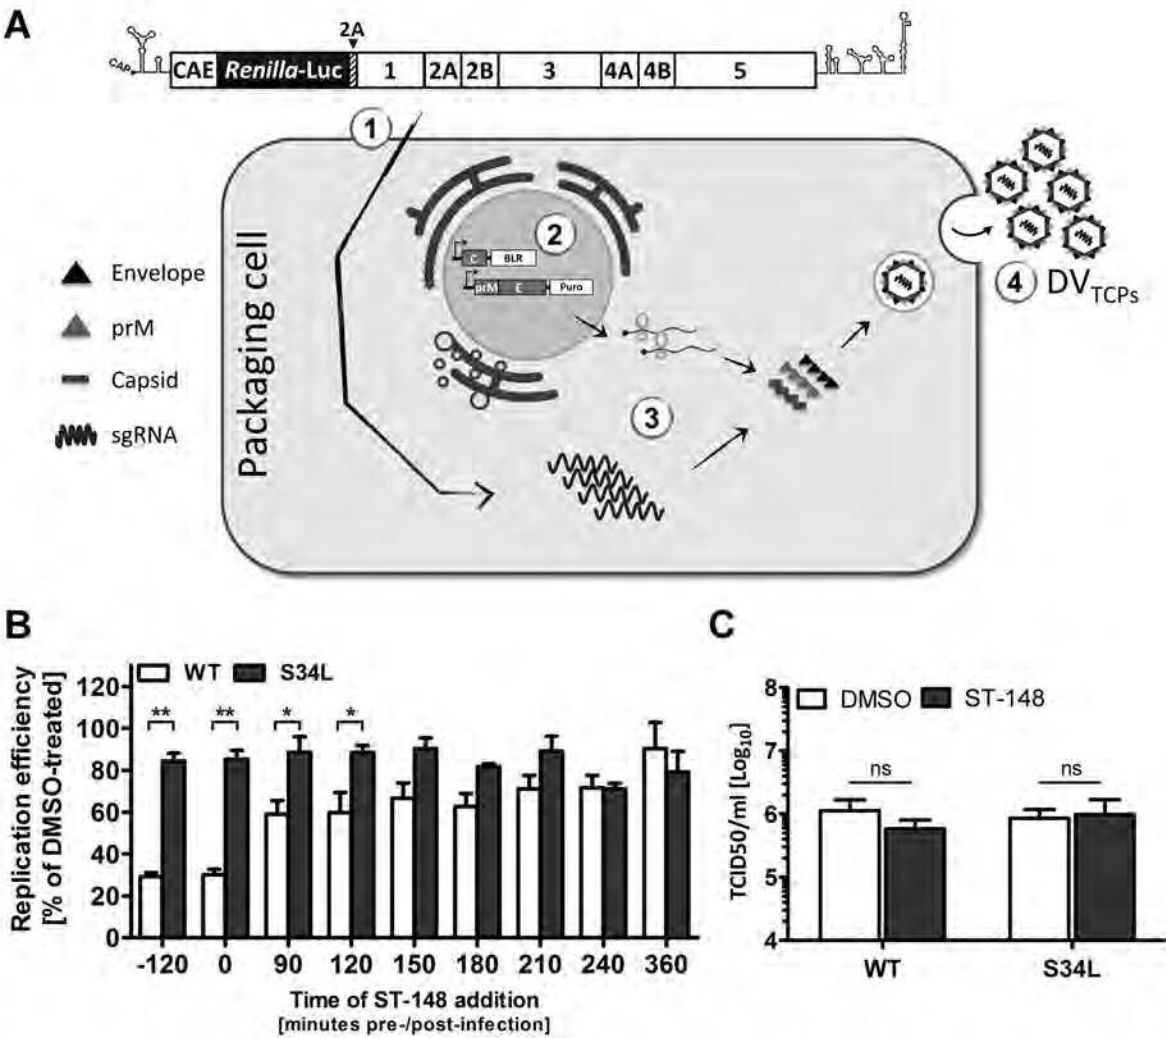 A
2A
CAP
CAE Renilla-Luc 1 2A 2B 3 4A 4B 5
1
2
C BLR
prM E Puro
3
4 DVTCPs
Packaging cell
Envelope
prM
Capsid
sgRNA
B
WT S34L
Replication efficiency
[% of DMSO-treated]
120
100
80
60
40
20
0
** ** * *
-120 0 90 120 150 180 210 240 360
Time of ST-148 addition
[minutes pre-/post-infection]
C
DMSO ST-148
TCID50/ml [Log10]
8
7
6
5
4
ns ns
WT S34L